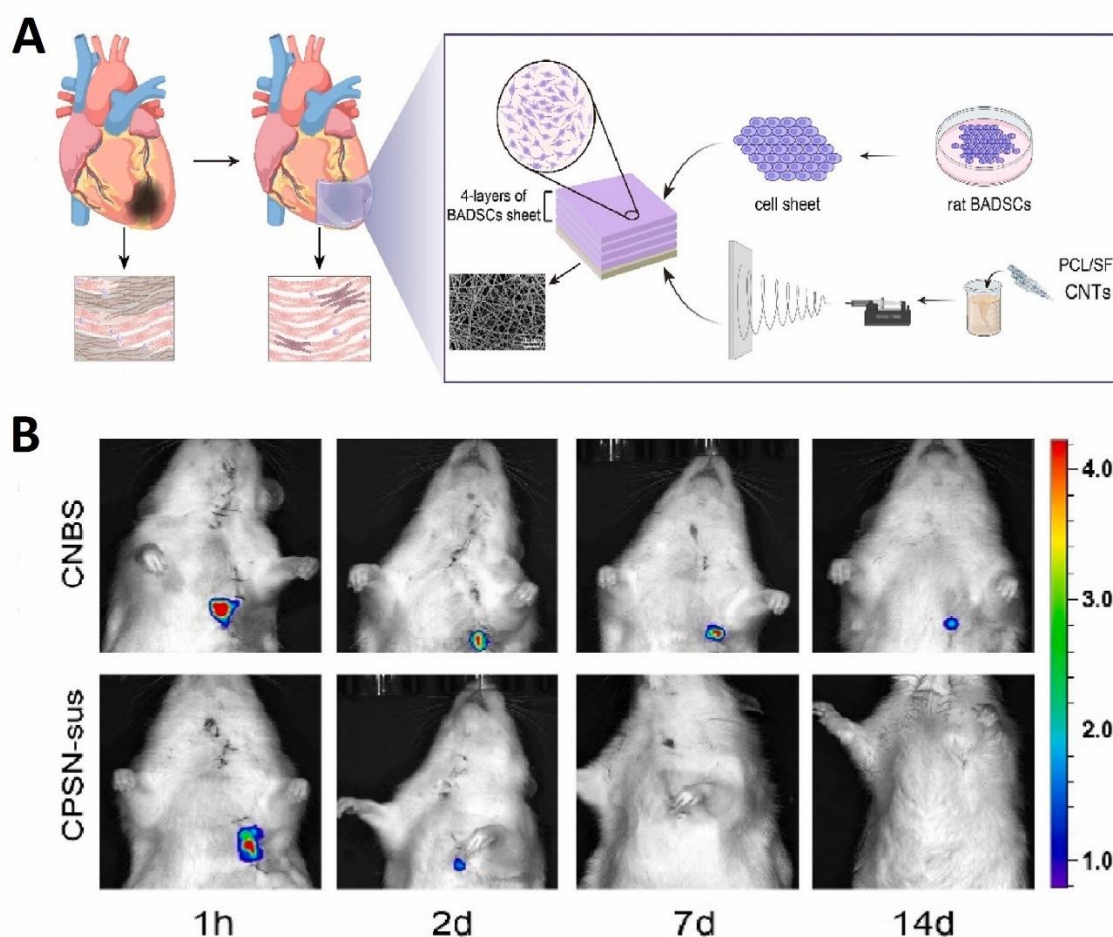 A
4-layers of
BADSCs sheet
cell sheet
rat BADSCs
PCL/SF
CNTs
B
CNBS
4.0
3.0
CPSN-sus
2.0
1.0
1h
2d
7d
14d